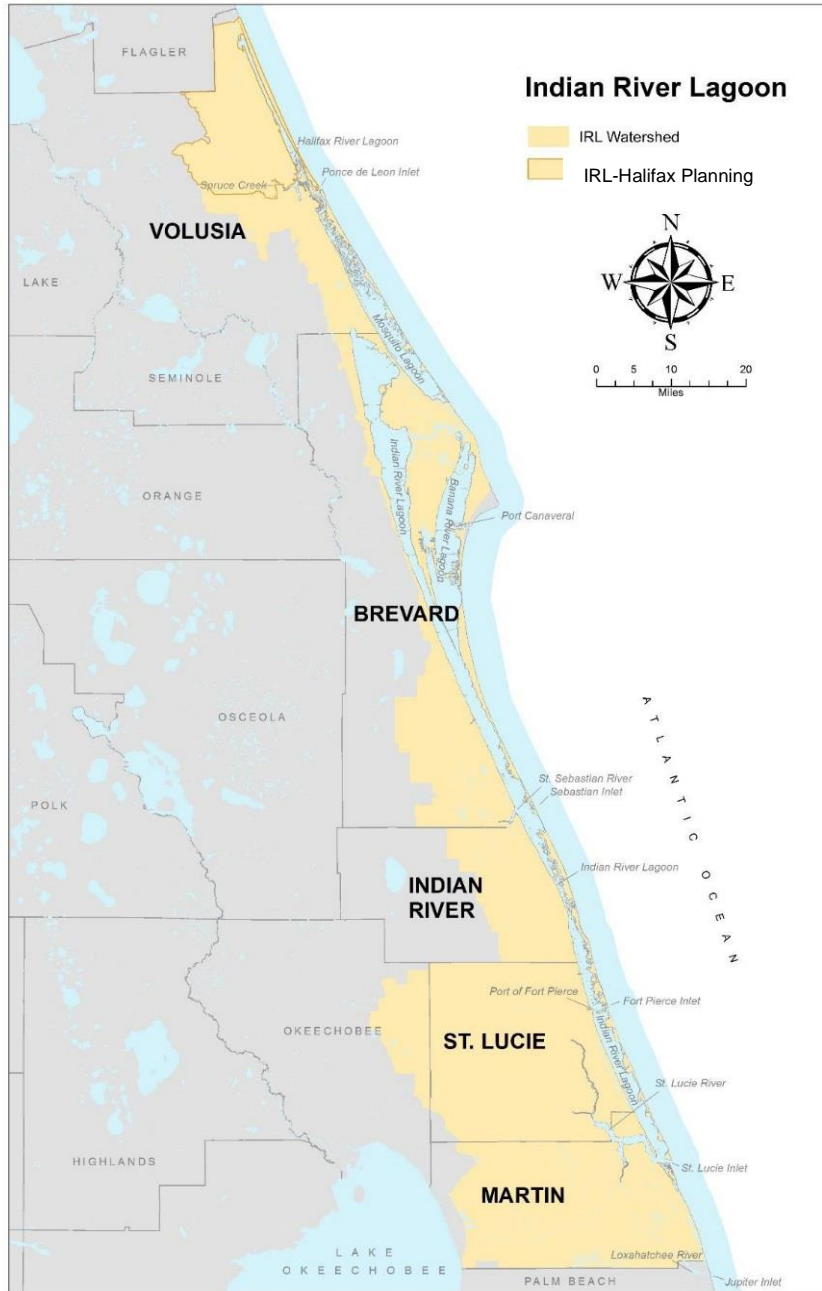 FLAGLER
Indian River Lagoon
IRL Watershed
IRL-Halifax Planning
Halifax River Lagoon
Ponce de Leon Inlet
Spruce Creek
VOLUSIA
N
W
E
S
LAKE
0 5 10 20
Miles
Mosquito Lagoon
SEMINOLE
Indian River Lagoon
Banana River Lagoon
ORANGE
Port Canaveral
BREVARD
OSCEOLA
ATLANTIC OCEAN
St. Sebastian River
Sebastian Inlet
POLK
Indian River Lagoon
INDIAN
RIVER
Port of Fort Pierce
Fort Pierce Inlet
OKEECHOBEE
ST. LUCIE
Indian River Lagoon
St. Lucie River
HIGHLANDS
St. Lucie Inlet
MARTIN
LAKE
OKEECHOBEE
Loxahatchee River
PALM BEACH
Jupiter Inlet